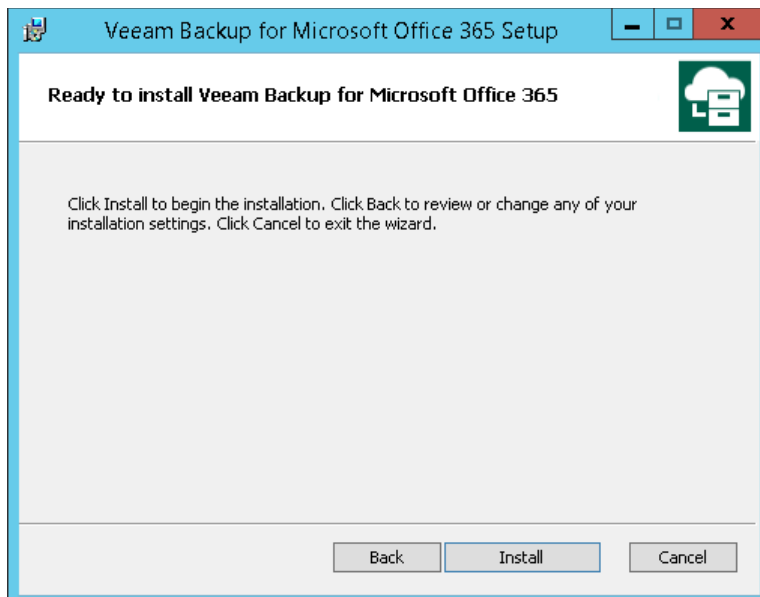 Veeam Backup for Microsoft Office 365 Setup
Ready to install Veeam Backup for Microsoft Office 365
Click Install to begin the installation. Click Back to review or change any of your
installation settings. Click Cancel to exit the wizard.
Back Install Cancel